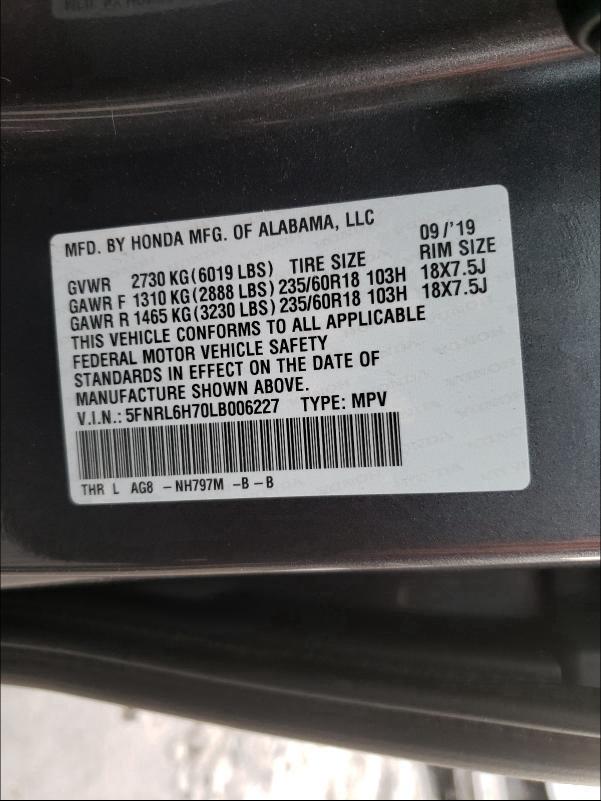 MFD. BY HONDA MFG. OF ALABAMA, LLC 09/'19
GVWR 2730 KG (6019 LBS) TIRE SIZE RIM SIZE
GAWR F 1310 KG (2888 LBS) 235/60R18 103H 18X7.5J
GAWR R 1465 KG (3230 LBS) 235/60R18 103H 18X7.5J
THIS VEHICLE CONFORMS TO ALL APPLICABLE
FEDERAL MOTOR VEHICLE SAFETY
STANDARDS IN EFFECT ON THE DATE OF
MANUFACTURE SHOWN ABOVE.
V.I.N.: 5FNRL6H70LB006227 TYPE: MPV
THR L AG8 -NH797M -B -B